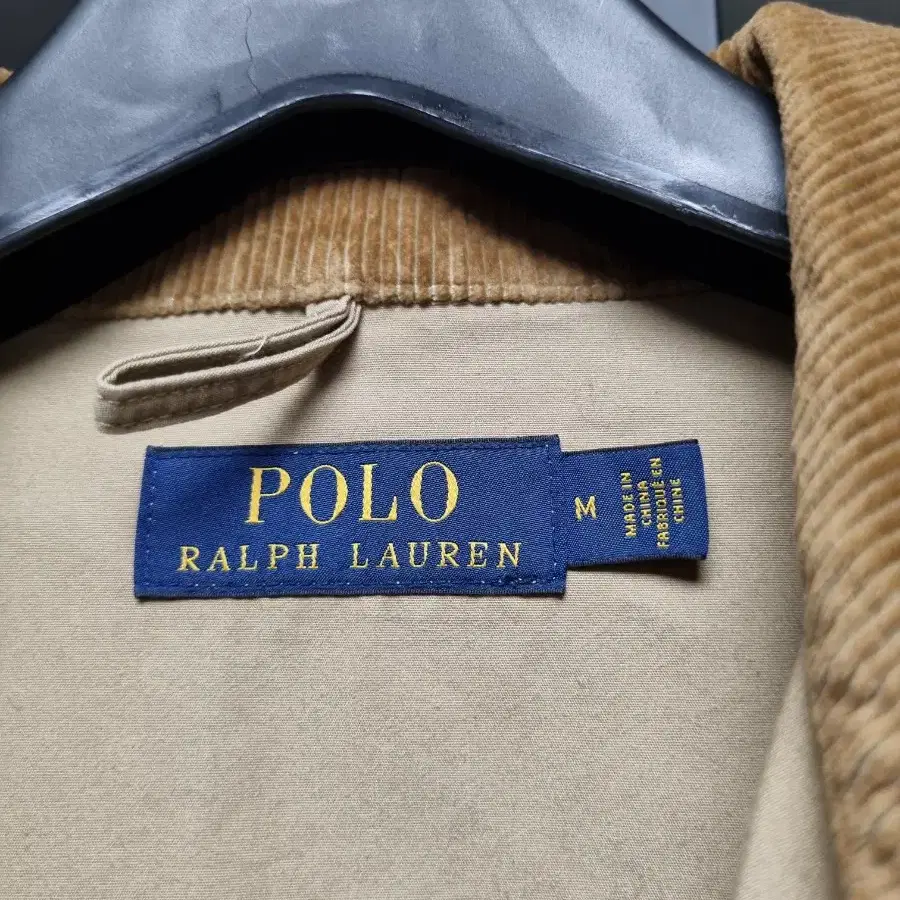 POLO
RALPH LAUREN
M
MADE IN
CHINA
FABRIQUÉ EN
CHINE